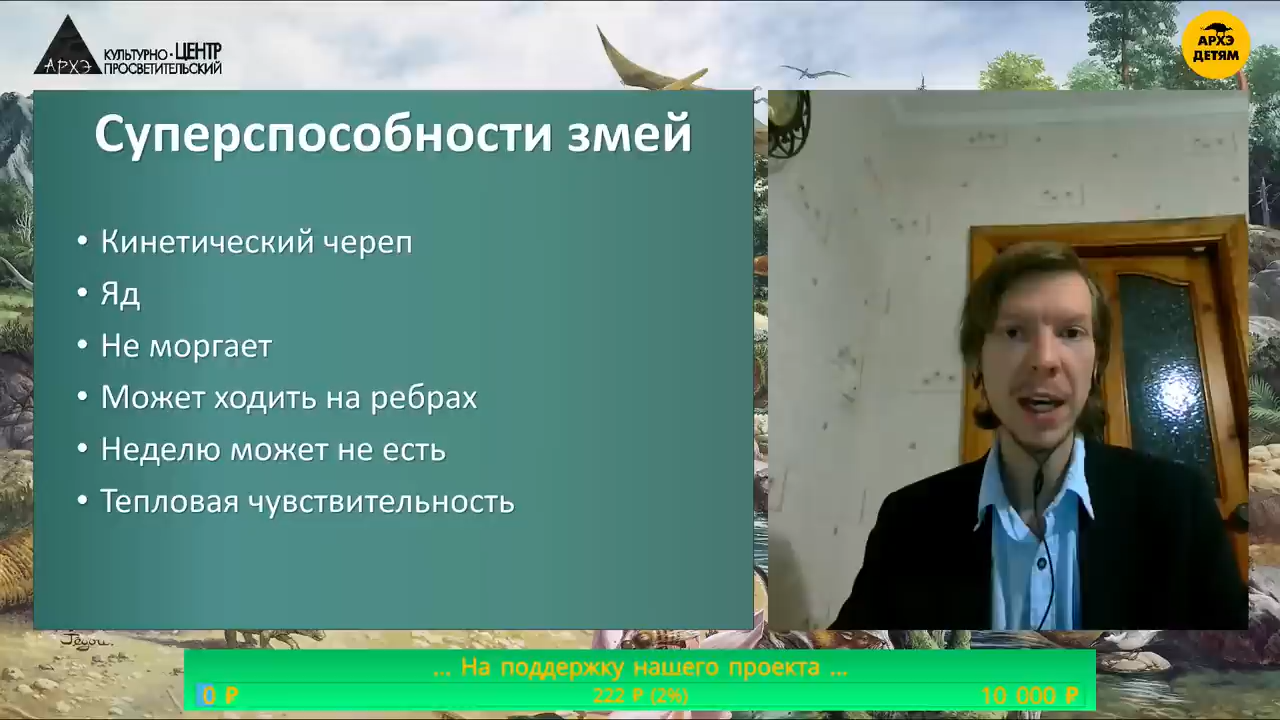 АРХЭ
КУЛЬТУРНО · ЦЕНТР
ПРОСВЕТИТЕЛЬСКИЙ
АРХЭ
ДЕТЯМ
Суперспособности змей
• Кинетический череп
• Яд
• Не моргает
• Может ходить на ребрах
• Неделю может не есть
• Тепловая чувствительность
... На поддержку нашего проекта ...
0 ₽ 222 ₽ (2%) 10 000 ₽